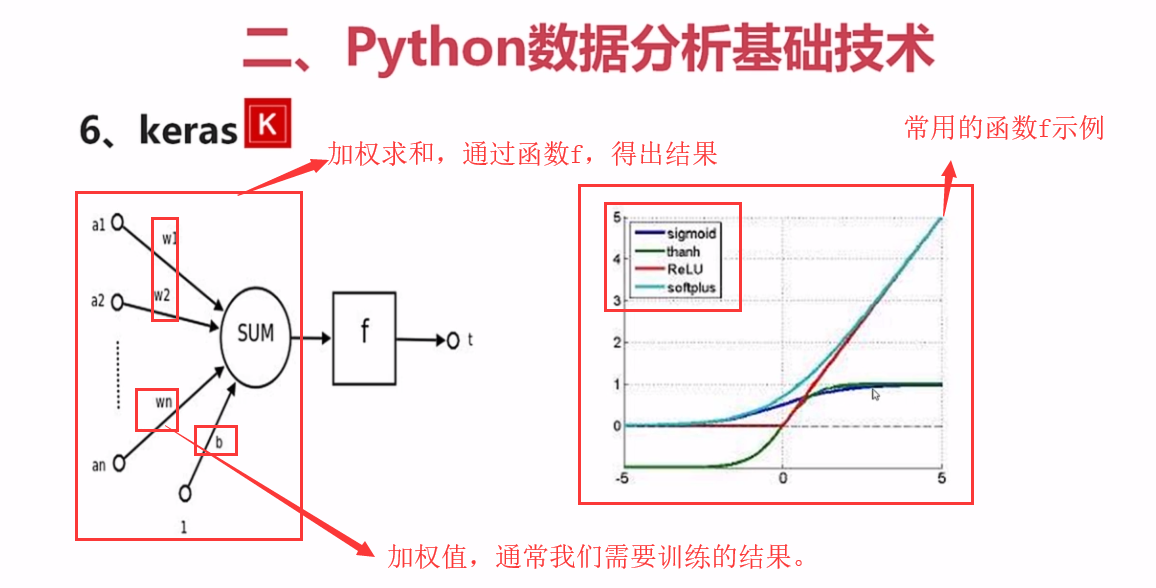 二、Python数据分析基础技术
6、keras K
常用的函数f示例
加权求和，通过函数f，得出结果
a1
w1
a2
w2
SUM
f
t
wn
b
an
1
5
4
3
2
1
0
-5
0
5
sigmoid
thanh
ReLU
softplus
加权值，通常我们需要训练的结果。